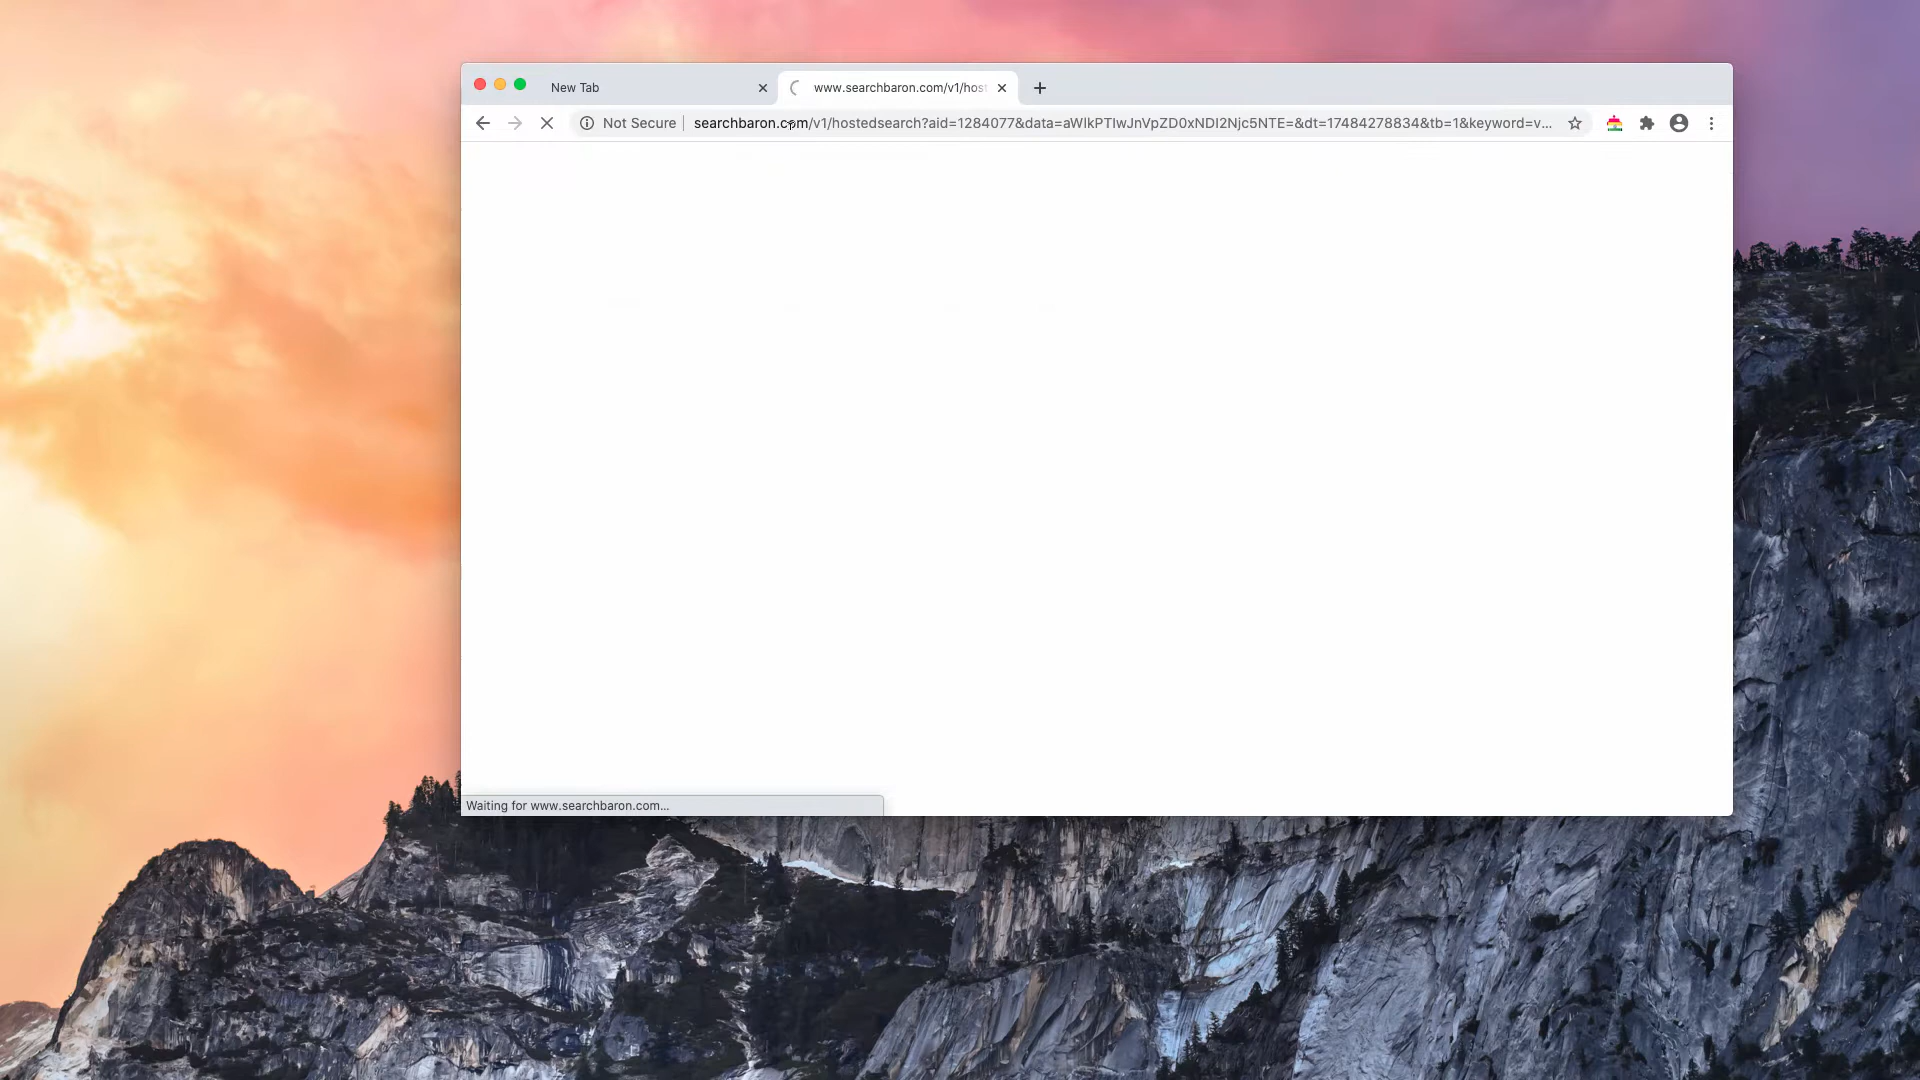 New Tab
www.searchbaron.com/v1/host
Not Secure
searchbaron.com/v1/hostedsearch?aid=1284077&data=aWlkPTIwJnVpZD0xNDI2Njc5NTE=&dt=17484278834&tb=1&keyword=v...
Waiting for www.searchbaron.com...